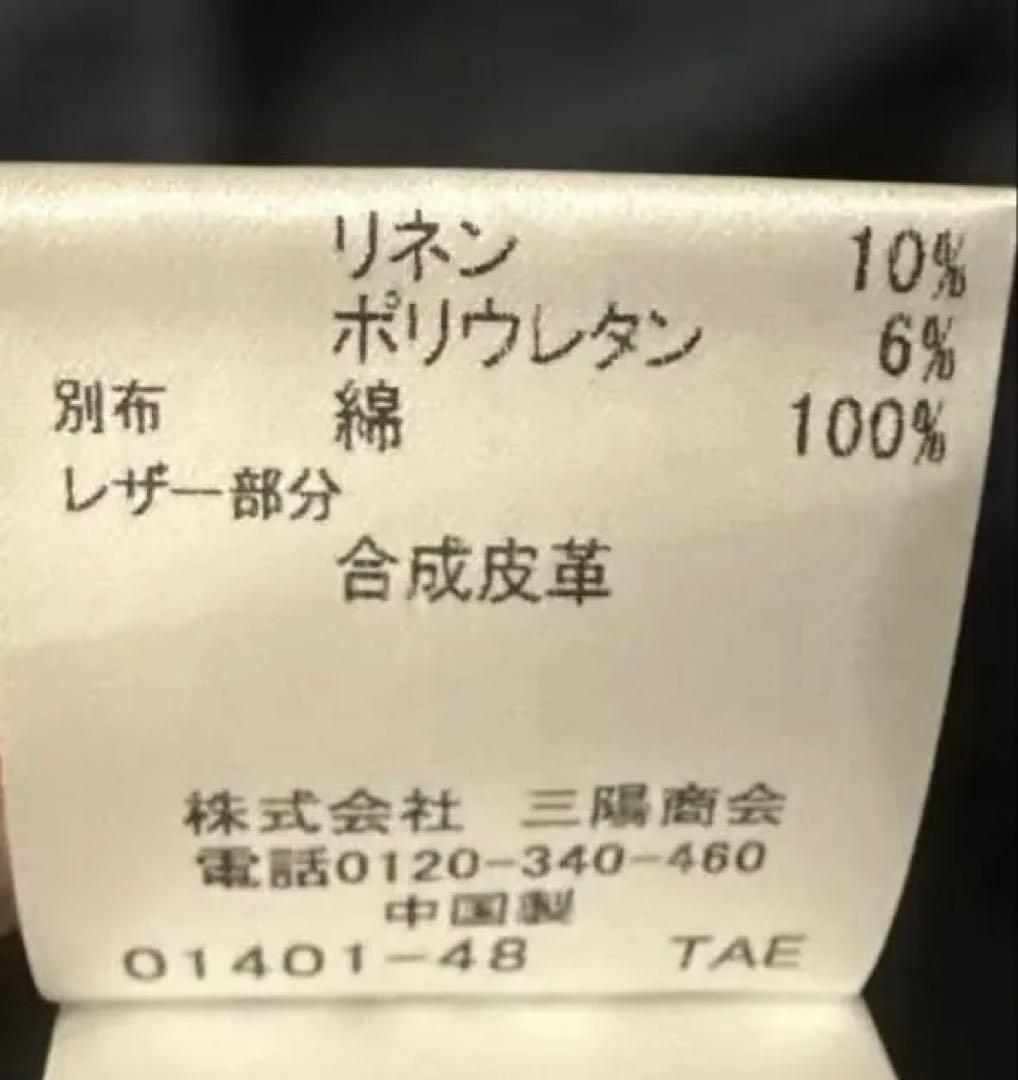 リネン 10%
ポリウレタン 6%
別布 綿 100%
レザー部分
合成皮革
株式会社 三陽商会
電話0120-340-460
中国製
01401-48 TAE